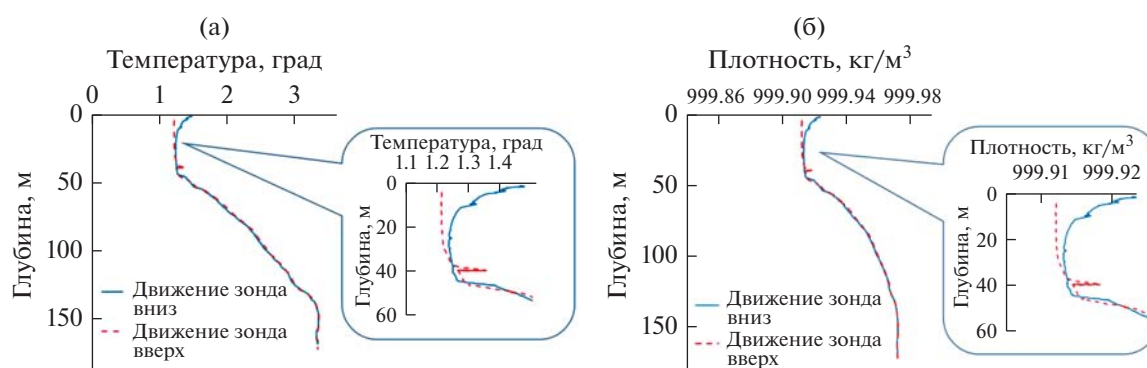 (а)
Температура, град
0 1 2 3
0
50
100
150
Глубина, м
Движение зонда
вниз
Движение зонда
вверх
Температура, град
1.1 1.2 1.3 1.4
0
20
40
60
Глубина, м
(б)
Плотность, кг/м³
999.86 999.90 999.94 999.98
0
50
100
150
Глубина, м
Движение зонда
вниз
Движение зонда
вверх
Плотность, кг/м³
999.91 999.92
0
20
40
60
Глубина, м